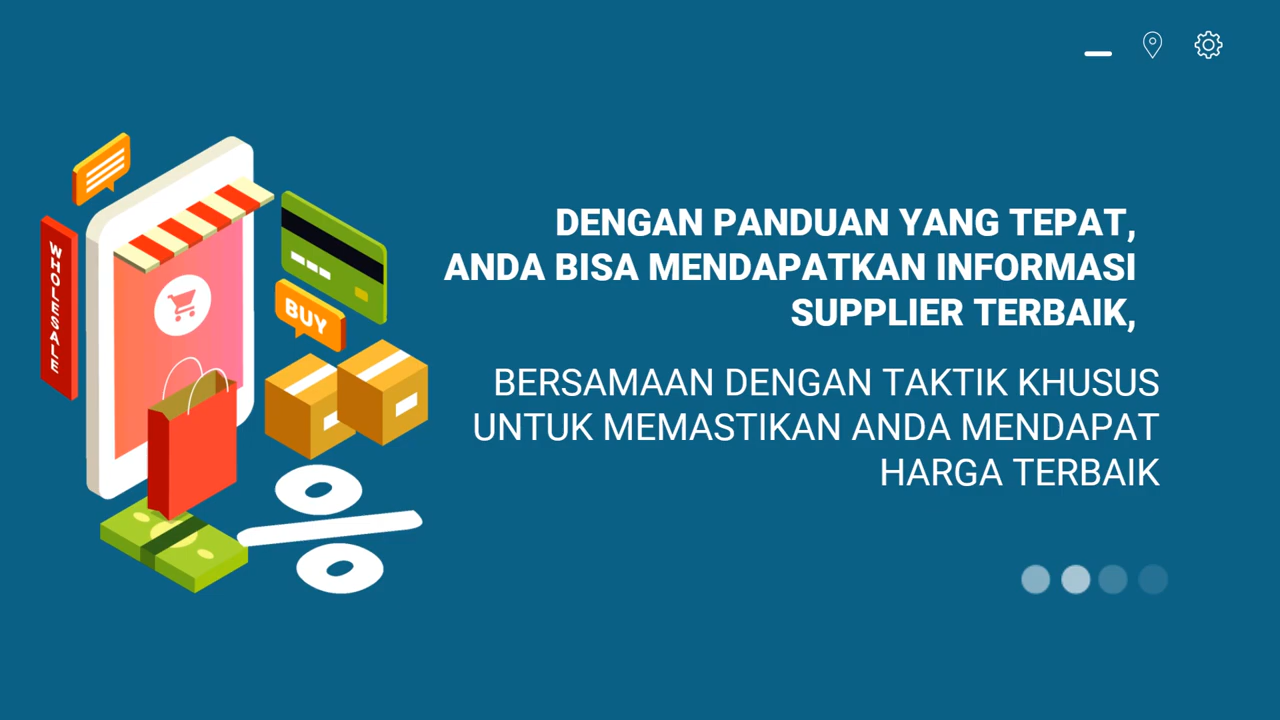 WHOLESALE
BUY
DENGAN PANDUAN YANG TEPAT,
ANDA BISA MENDAPATKAN INFORMASI
SUPPLIER TERBAIK,
BERSAMAAN DENGAN TAKTIK KHUSUS
UNTUK MEMASTIKAN ANDA MENDAPAT
HARGA TERBAIK